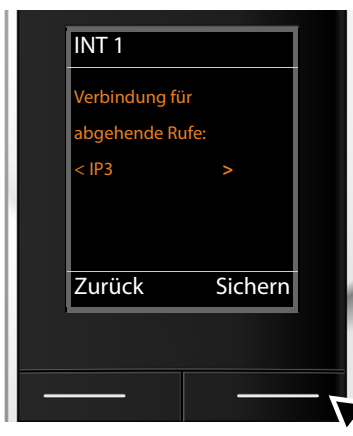 INT 1
Verbindung für
abgehende Rufe:
< IP3 >
Zurück Sichern